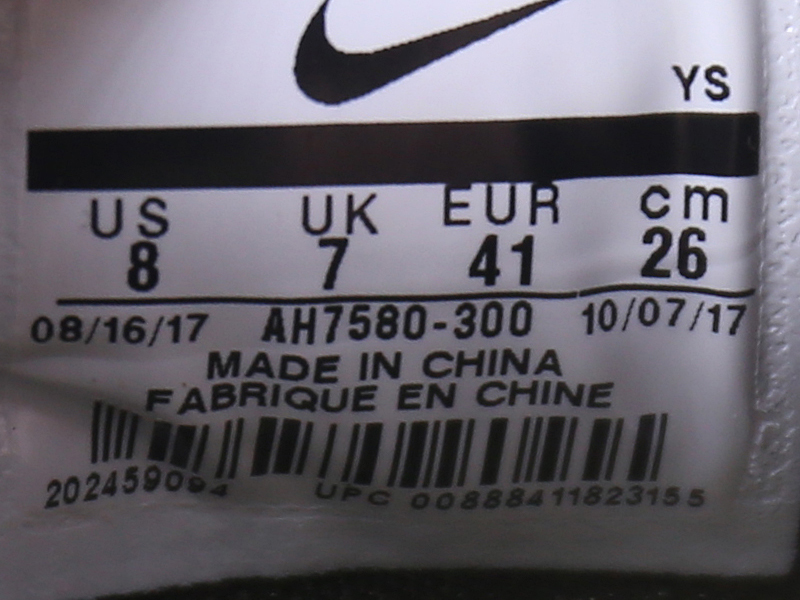 YS
US UK EUR cm
8 7 41 26
08/16/17 AH7580-300 10/07/17
MADE IN CHINA
FABRIQUE EN CHINE
202459094 UPC 00888411823155